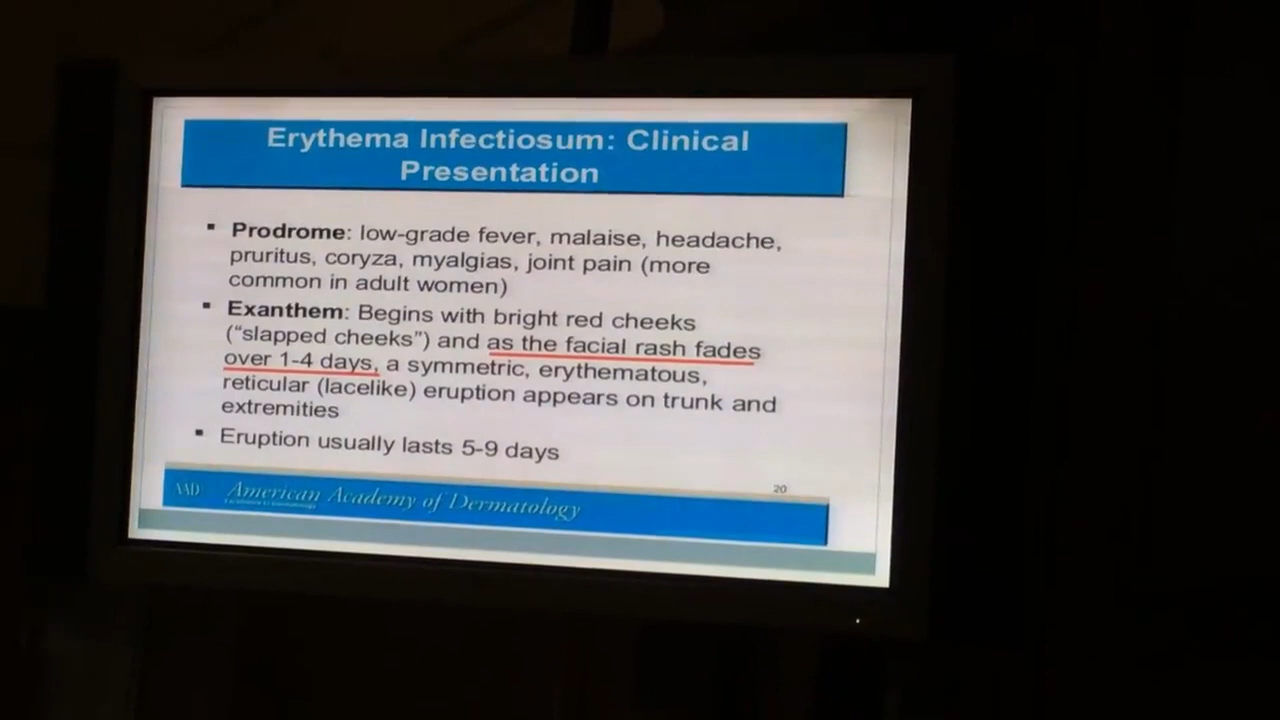 Erythema Infectiosum: Clinical
Presentation
▪ Prodrome: low-grade fever, malaise, headache,
pruritus, coryza, myalgias, joint pain (more
common in adult women)
▪ Exanthem: Begins with bright red cheeks
(“slapped cheeks”) and as the facial rash fades
over 1-4 days, a symmetric, erythematous,
reticular (lacelike) eruption appears on trunk and
extremities
▪ Eruption usually lasts 5-9 days
20
AAD American Academy of Dermatology